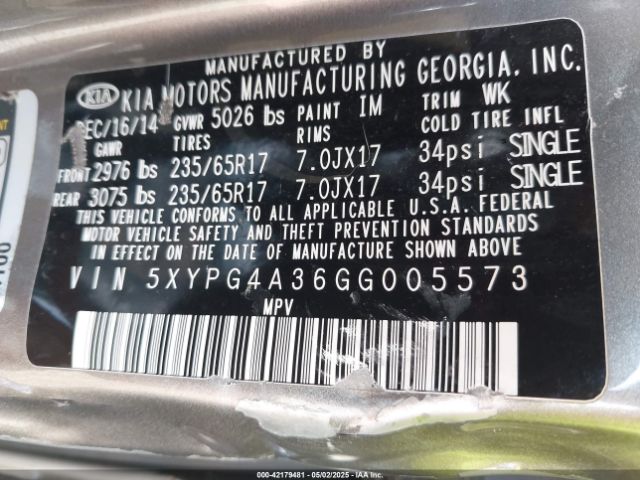 MANUFACTURED BY
KIA KIA MOTORS MANUFACTURING GEORGIA, INC.
EC/16/14 GVWR 5026 lbs PAINT IM TRIM WK
GAWR TIRES RIMS COLD TIRE INFL
FRONT 2976 lbs 235/65R17 7.0JX17 34psi SINGLE
REAR 3075 lbs 235/65R17 7.0JX17 34psi SINGLE
THIS VEHICLE CONFORMS TO ALL APPLICABLE U.S.A. FEDERAL
MOTOR VEHICLE SAFETY AND THEFT PREVENTION STANDARDS
IN EFFECT ON THE DATE OF MANUFACTURE SHOWN ABOVE.
VIN 5XYPG4A36GG005573
MPV
000-42179481 - 05/02/2025 - IAAI.COM